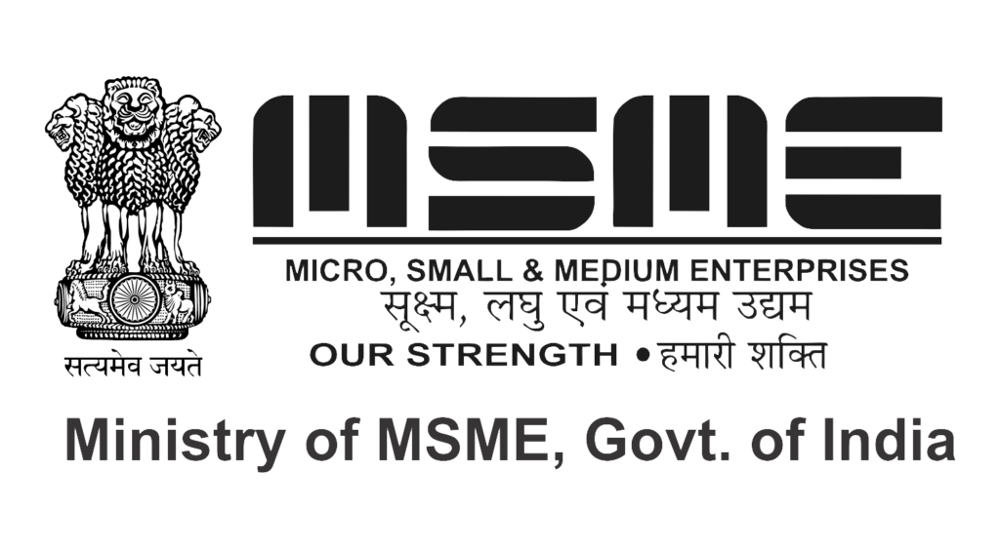 सत्यमेव जयते
MSME
MICRO, SMALL & MEDIUM ENTERPRISES
सूक्ष्म, लघु एवं मध्यम उद्यम
OUR STRENGTH • हमारी शक्ति
Ministry of MSME, Govt. of India